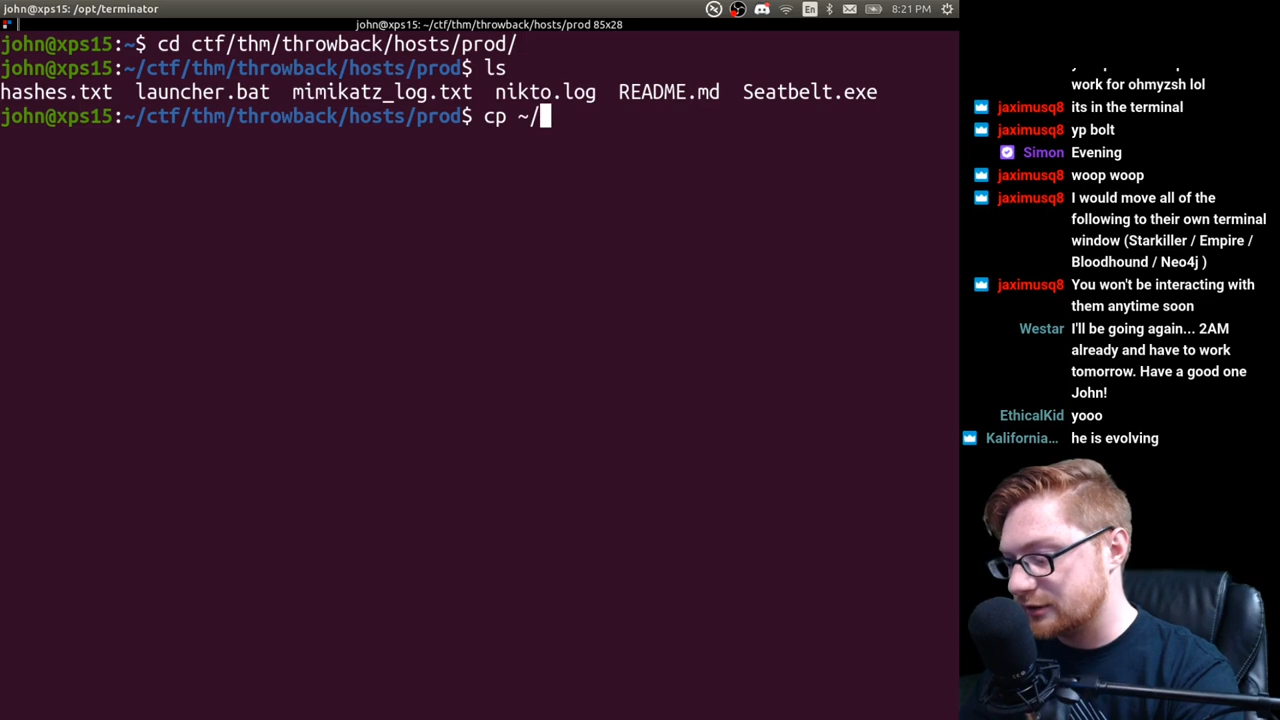 john@xps15: /opt/terminator
En
8:21 PM
john@xps15: ~/ctf/thm/throwback/hosts/prod 85x28
john@xps15:~$ cd ctf/thm/throwback/hosts/prod/
john@xps15:~/ctf/thm/throwback/hosts/prod$ ls
hashes.txt launcher.bat mimikatz_log.txt nikto.log README.md Seatbelt.exe
john@xps15:~/ctf/thm/throwback/hosts/prod$ cp ~/
work for ohmyzsh lol
jaximusq8 its in the terminal
jaximusq8 yp bolt
Simon Evening
jaximusq8 woop woop
jaximusq8 I would move all of the
following to their own terminal
window (Starkiller / Empire /
Bloodhound / Neo4j )
jaximusq8 You won't be interacting with
them anytime soon
Westar I'll be going again... 2AM
already and have to work
tomorrow. Have a good one
John!
EthicalKid yooo
Kalifornia... he is evolving